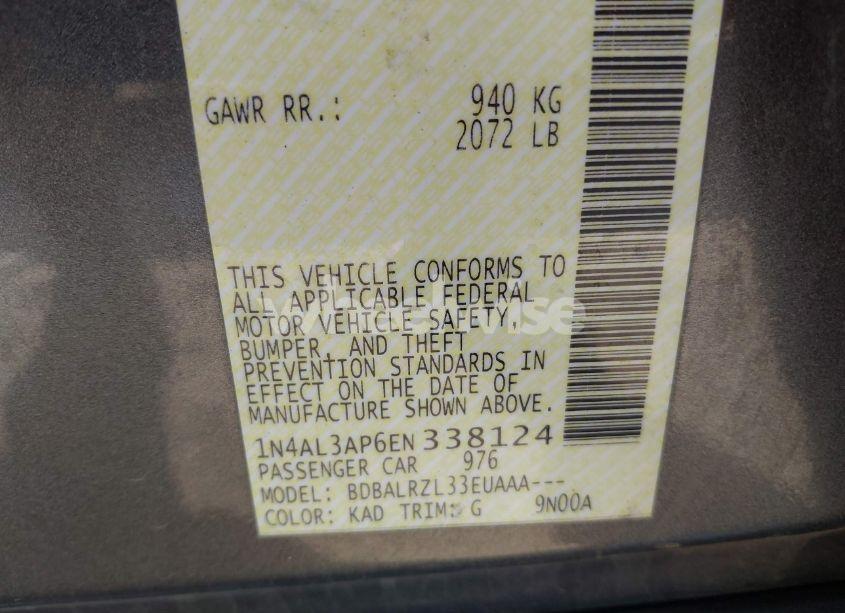 GAWR RR.: 940 KG
2072 LB
THIS VEHICLE CONFORMS TO
ALL APPLICABLE FEDERAL
MOTOR VEHICLE SAFETY,
BUMPER, AND THEFT
PREVENTION STANDARDS IN
EFFECT ON THE DATE OF
MANUFACTURE SHOWN ABOVE.
1N4AL3AP6EN 338124
PASSENGER CAR 976
MODEL: BDBALRZL33EUAAA---
COLOR: KAD TRIM: G 9N00A